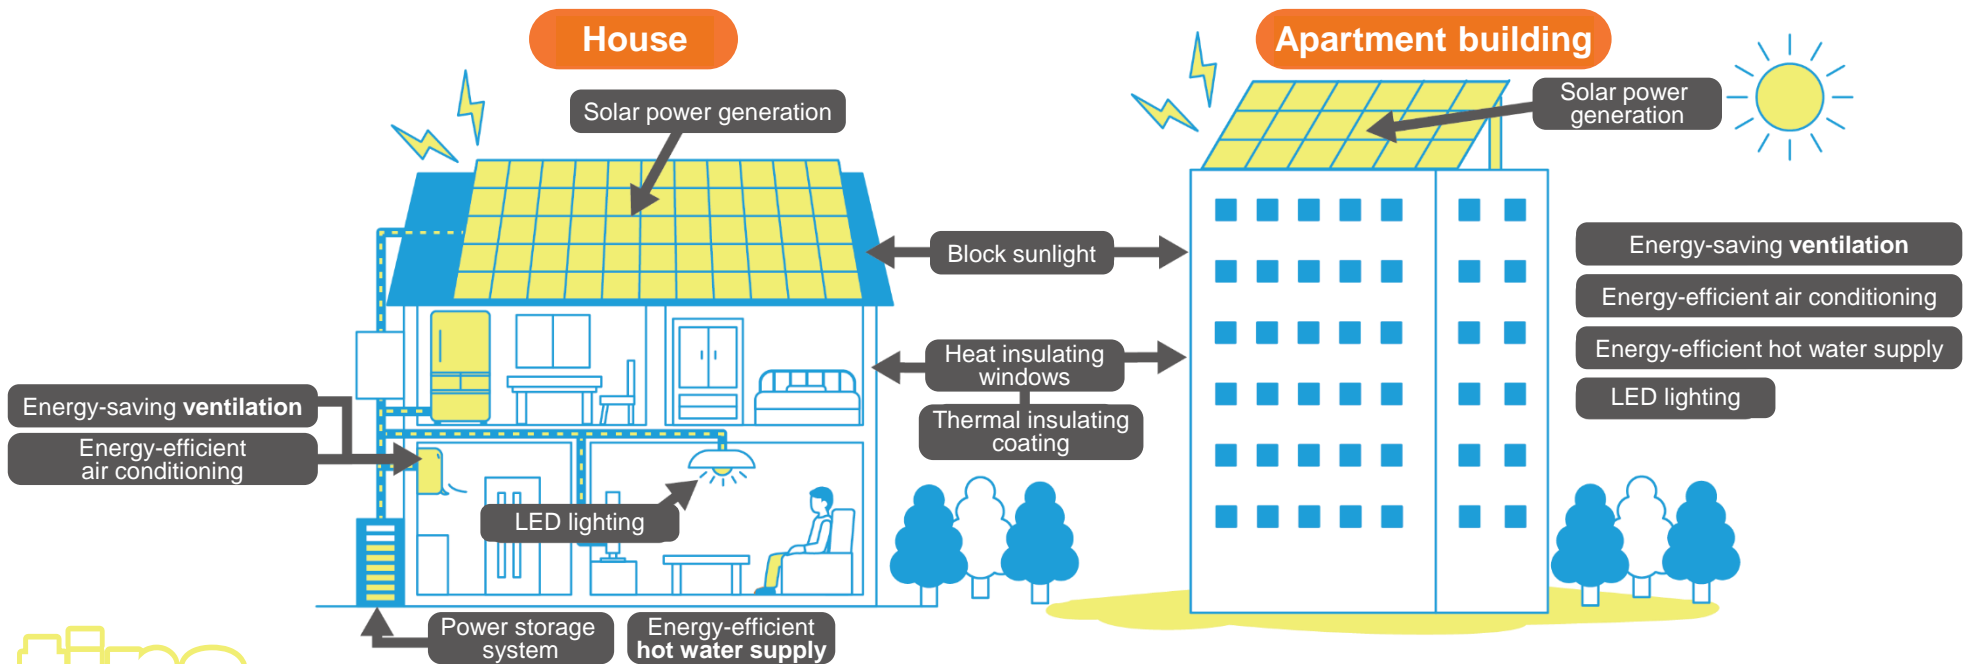 House
Apartment building
Solar power generation
Solar power
generation
Block sunlight
Energy-saving ventilation
Energy-efficient air conditioning
Energy-efficient hot water supply
LED lighting
Heat insulating
windows
Thermal insulating
coating
Energy-saving ventilation
Energy-efficient
air conditioning
LED lighting
Power storage
system
Energy-efficient
hot water supply